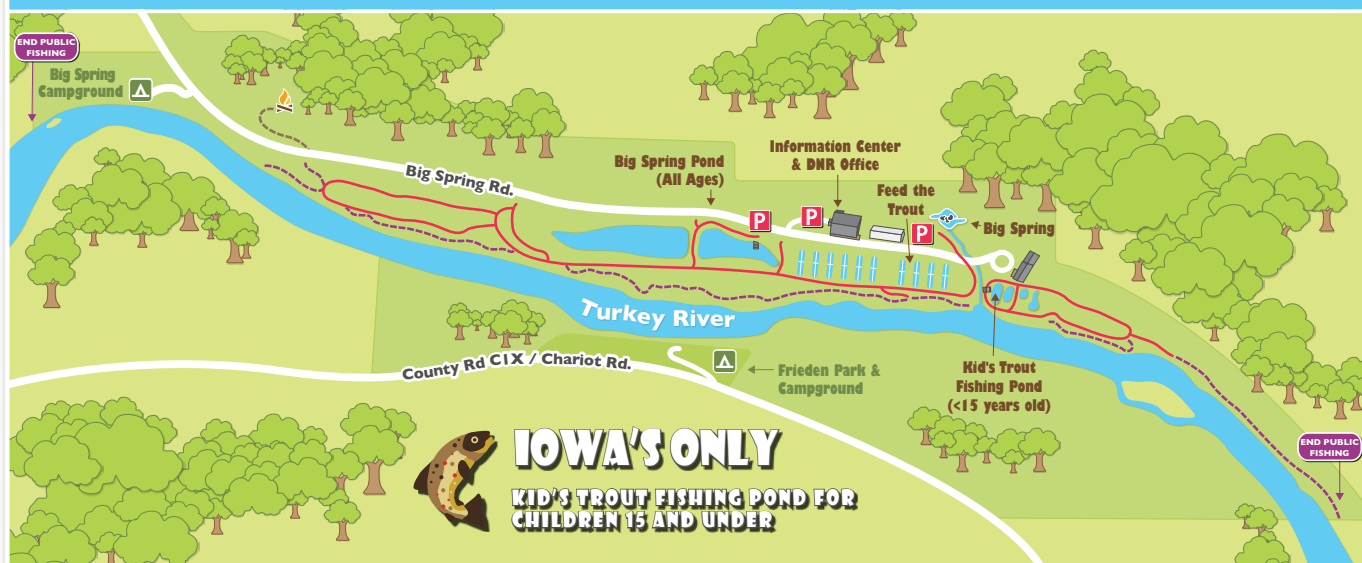 END PUBLIC
FISHING
Big Spring
Campground
Big Spring Rd.
Big Spring Pond
(All Ages)
Information Center
& DNR Office
Feed the
Trout
P
P
P
Big Spring
Turkey River
County Rd C1X / Chariot Rd.
Frieden Park &
Campground
Kid's Trout
Fishing Pond
(<15 years old)
END PUBLIC
FISHING
IOWA'S ONLY
KID'S TROUT FISHING POND FOR
CHILDREN 15 AND UNDER